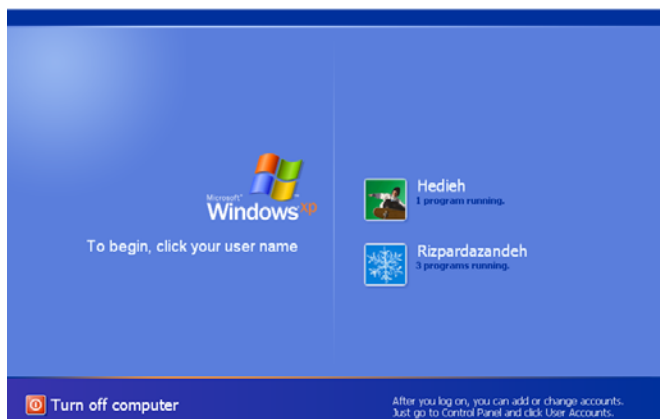 Microsoft®
Windows xp
To begin, click your user name
Hedieh
1 program running.
Rizpardazandeh
3 programs running.
Turn off computer
After you log on, you can add or change accounts.
Just go to Control Panel and click User Accounts.